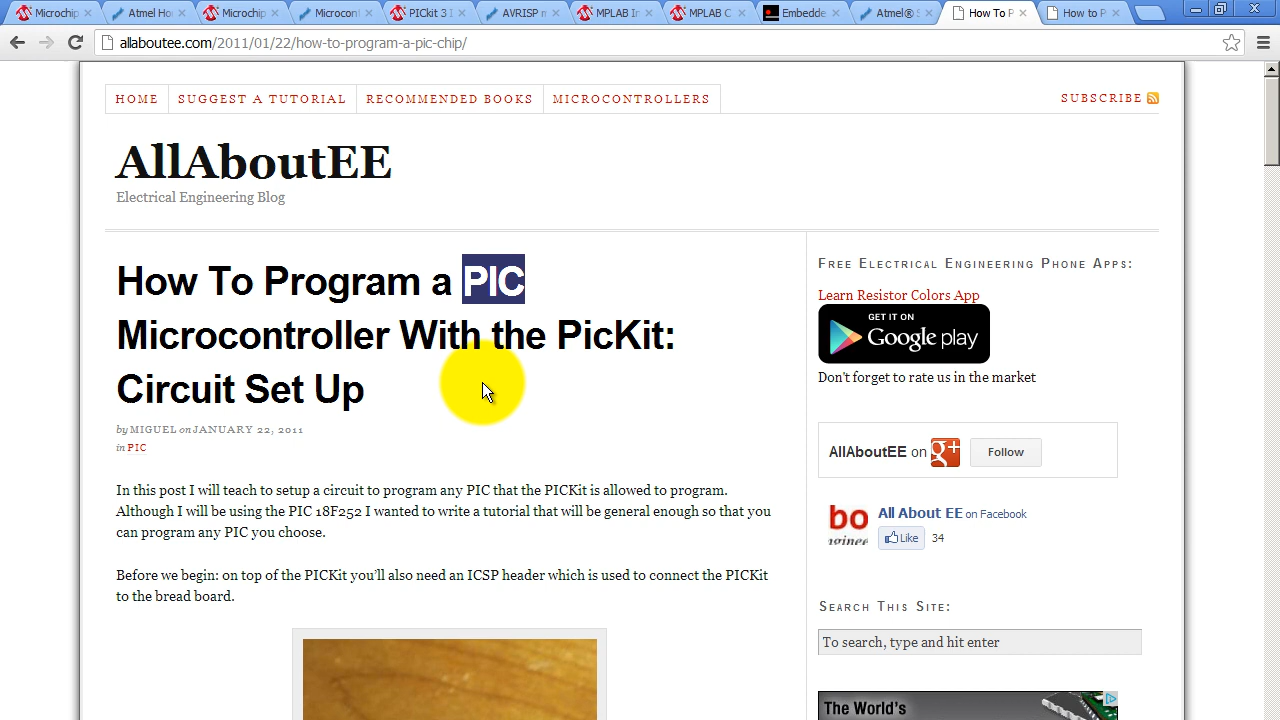 Microchip
Atmel Ho
Microchip
Microcont
PICkit 3 I
AVRISP m
MPLAB In
MPLAB C
Embedde
Atmel® S
How To P
How to P
allaboutee.com/2011/01/22/how-to-program-a-pic-chip/
HOME
SUGGEST A TUTORIAL
RECOMMENDED BOOKS
MICROCONTROLLERS
SUBSCRIBE
AllAboutEE
Electrical Engineering Blog
How To Program a PIC
Microcontroller With the PicKit:
Circuit Set Up
by MIGUEL on JANUARY 22, 2011
in PIC
In this post I will teach to setup a circuit to program any PIC that the PICKit is allowed to program.
Although I will be using the PIC 18F252 I wanted to write a tutorial that will be general enough so that you
can program any PIC you choose.
Before we begin: on top of the PICKit you'll also need an ICSP header which is used to connect the PICKit
to the bread board.
FREE ELECTRICAL ENGINEERING PHONE APPS:
Learn Resistor Colors App
GET IT ON
Google play
Don't forget to rate us in the market
AllAboutEE on g+ Follow
bo
ngine
All About EE on Facebook
Like 34
SEARCH THIS SITE:
To search, type and hit enter
The World's